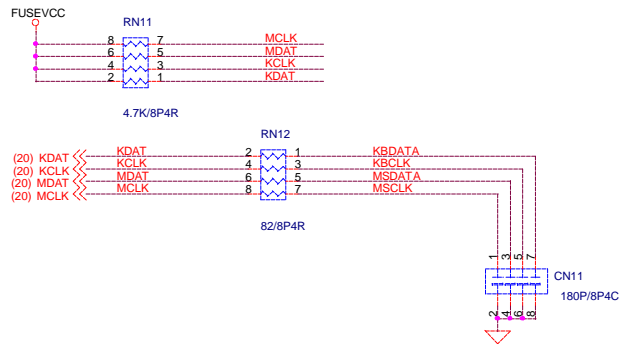 FUSEVCC
RN11
8 7 MCLK
6 5 MDAT
4 3 KCLK
2 1 KDAT
4.7K/8P4R
RN12
(20) KDAT KDAT 2 1 KBDATA
(20) KCLK KCLK 4 3 KBCLK
(20) MDAT MDAT 6 5 MSDATA
(20) MCLK MCLK 8 7 MSCLK
82/8P4R
1 3 5 7
CN11
180P/8P4C
2 4 6 8